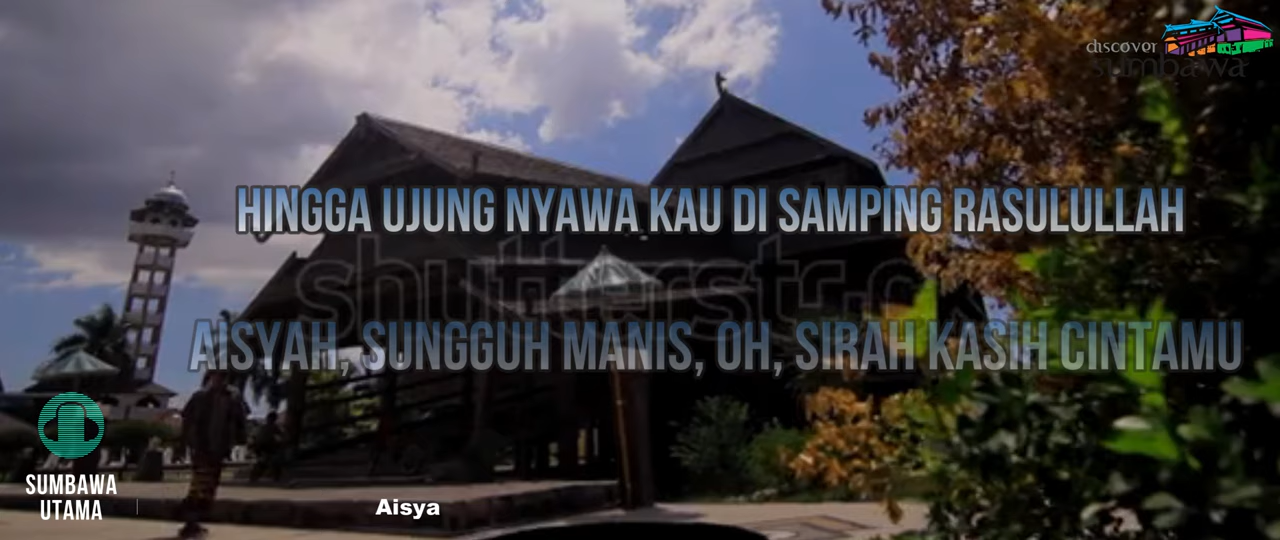 discover
sumbawa
HINGGA UJUNG NYAWA KAU DI SAMPING RASULULLAH
shutterstr.c
AISYAH, SUNGGUH MANIS, OH, SIRAH KASIH CINTAMU
SUMBAWA
UTAMA
Aisya